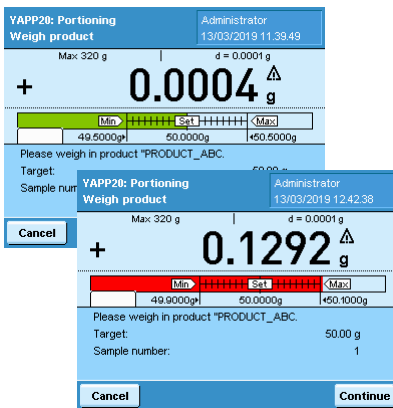 YAPP20: Portioning
Weigh product
Administrator
13/03/2019 11.39.49
Max 320 g
d = 0.0001 g
+ 0.0004 g
Min Set Max
49.5000g 50.0000g 50.5000g
Please weigh in product "PRODUCT_ABC.
Target:
Sample num
Cancel
YAPP20: Portioning
Weigh product
Administrator
13/03/2019 12.42.38
Max 320 g
d = 0.0001 g
+ 0.1292 g
Min Set Max
49.9000g 50.0000g 50.1000g
Please weigh in product "PRODUCT_ABC.
Target: 50.00 g
Sample number: 1
Cancel
Continue